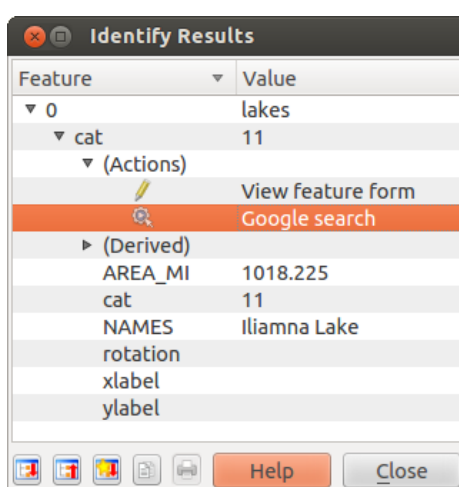 Identify Results
Feature Value
0 lakes
cat 11
(Actions)
View feature form
Google search
(Derived)
AREA_MI 1018.225
cat 11
NAMES Iliamna Lake
rotation
xlabel
ylabel
Help Close